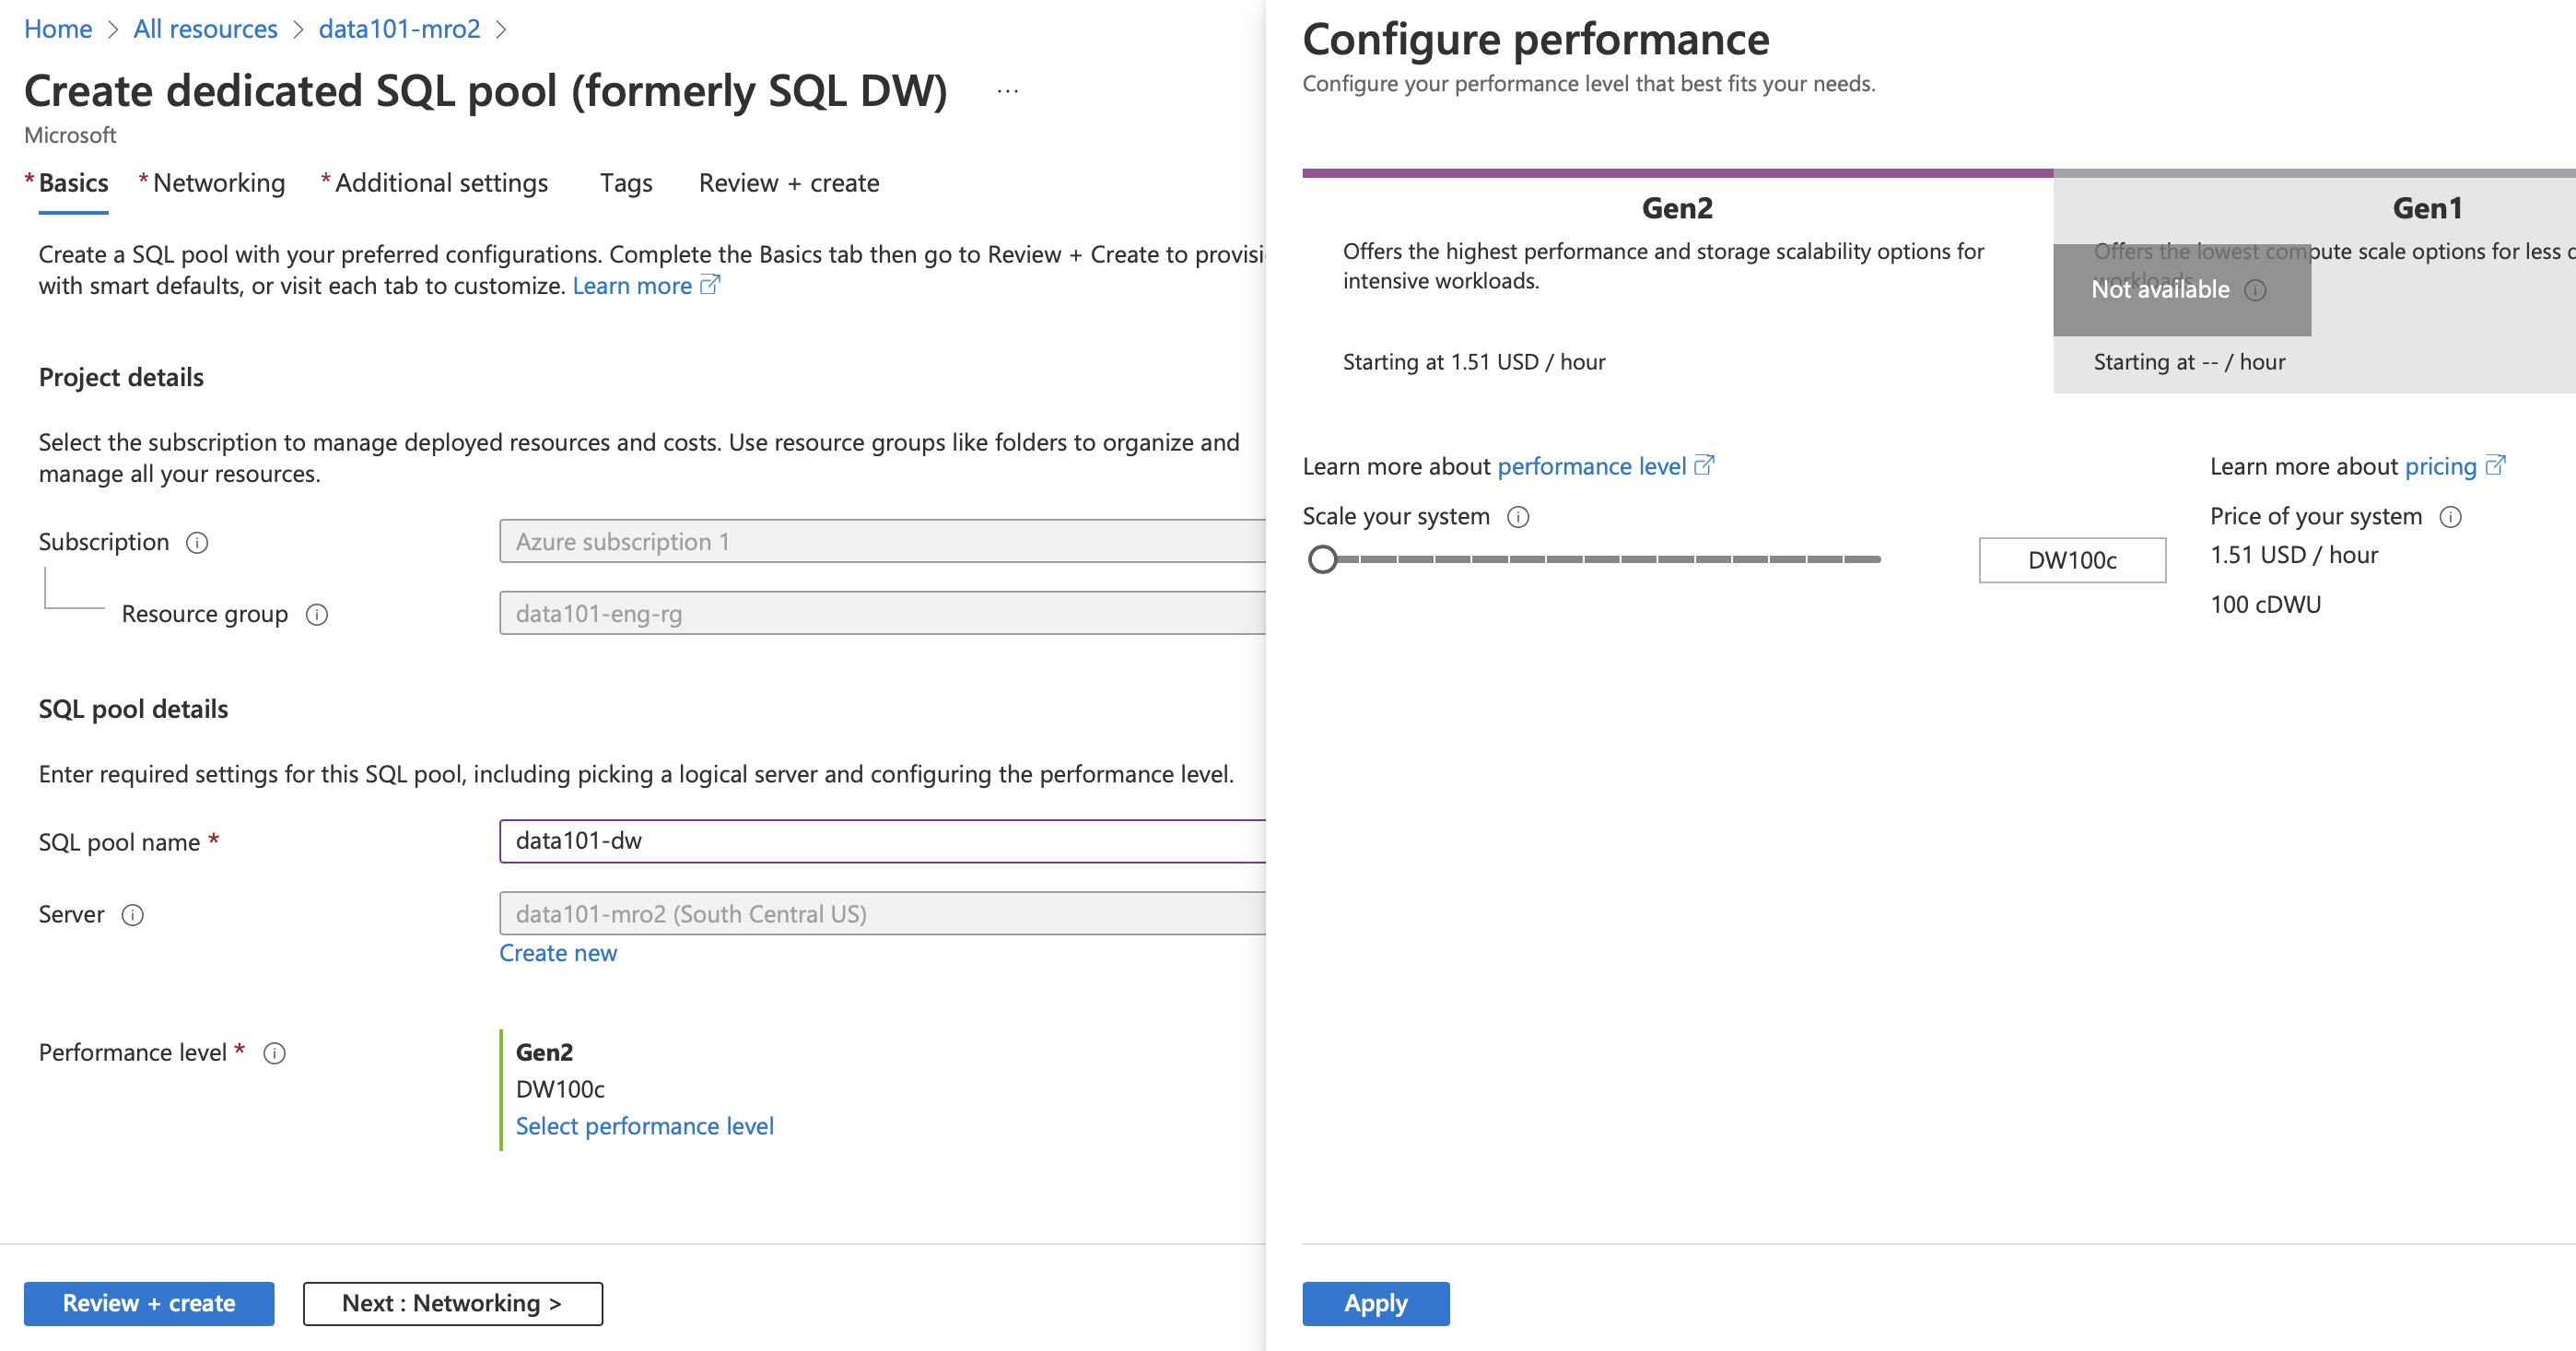 Home > All resources > data101-mro2 >
Create dedicated SQL pool (formerly SQL DW) ...
Microsoft
* Basics * Networking * Additional settings Tags Review + create
Create a SQL pool with your preferred configurations. Complete the Basics tab then go to Review + Create to provisi
with smart defaults, or visit each tab to customize. Learn more
Project details
Select the subscription to manage deployed resources and costs. Use resource groups like folders to organize and
manage all your resources.
Subscription
Azure subscription 1
Resource group
data101-eng-rg
SQL pool details
Enter required settings for this SQL pool, including picking a logical server and configuring the performance level.
SQL pool name *
data101-dw
Server
data101-mro2 (South Central US)
Create new
Performance level *
Gen2
DW100c
Select performance level
Review + create
Next : Networking >
Configure performance
Configure your performance level that best fits your needs.
Gen2
Offers the highest performance and storage scalability options for
intensive workloads.
Starting at 1.51 USD / hour
Gen1
Offers the lowest compute scale options for less
workloads.
Not available
Starting at -- / hour
Learn more about performance level
Scale your system
DW100c
Learn more about pricing
Price of your system
1.51 USD / hour
100 cDWU
Apply